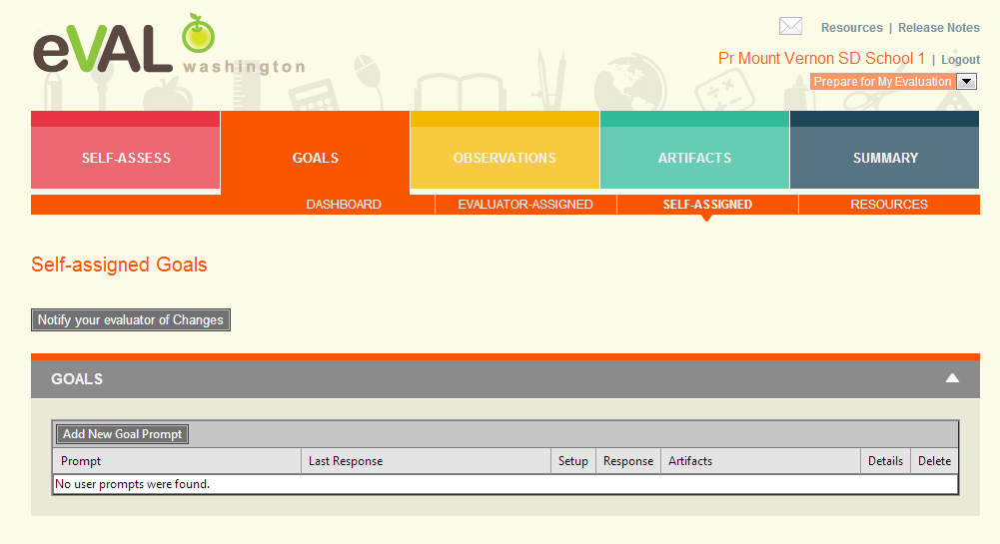 eVAL washington
Resources | Release Notes
Pr Mount Vernon SD School 1 | Logout
Prepare for My Evaluation
SELF-ASSESS GOALS OBSERVATIONS ARTIFACTS SUMMARY
DASHBOARD EVALUATOR-ASSIGNED SELF-ASSIGNED RESOURCES
Self-assigned Goals
Notify your evaluator of Changes
GOALS
Add New Goal Prompt
Prompt Last Response Setup Response Artifacts Details Delete
No user prompts were found.